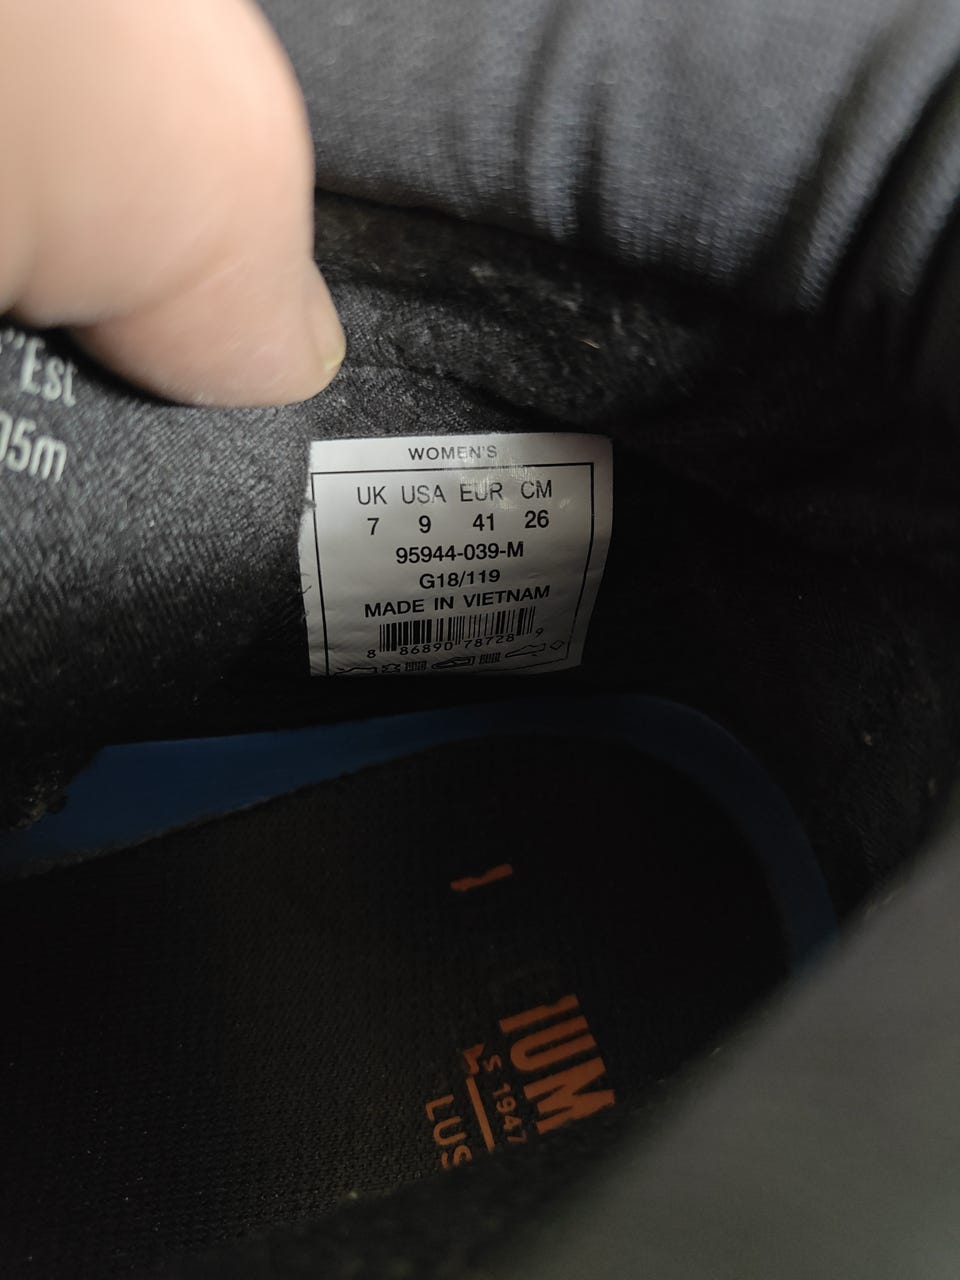 "Est
05m
WOMEN'S
UK USA EUR CM
7 9 41 26
95944-039-M
G18/119
MADE IN VIETNAM
8 86890 78728 9
IUM
S 1947
LUS